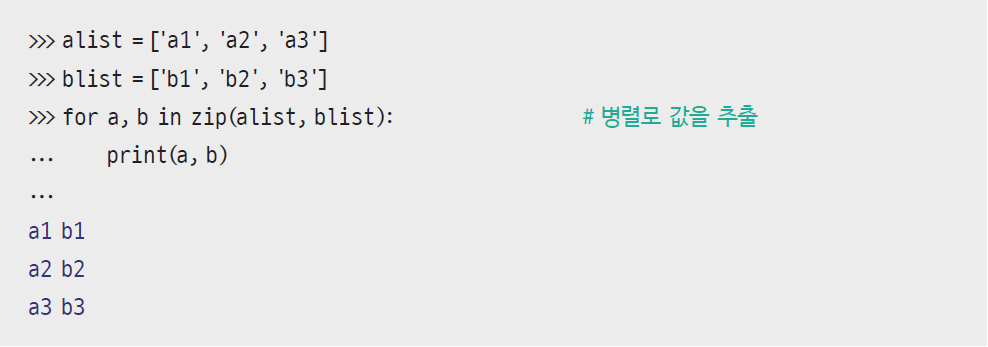 >>> alist = ['a1', 'a2', 'a3']
>>> blist = ['b1', 'b2', 'b3']
>>> for a, b in zip(alist, blist): # 병렬로 값을 추출
... print(a, b)
...
a1 b1
a2 b2
a3 b3